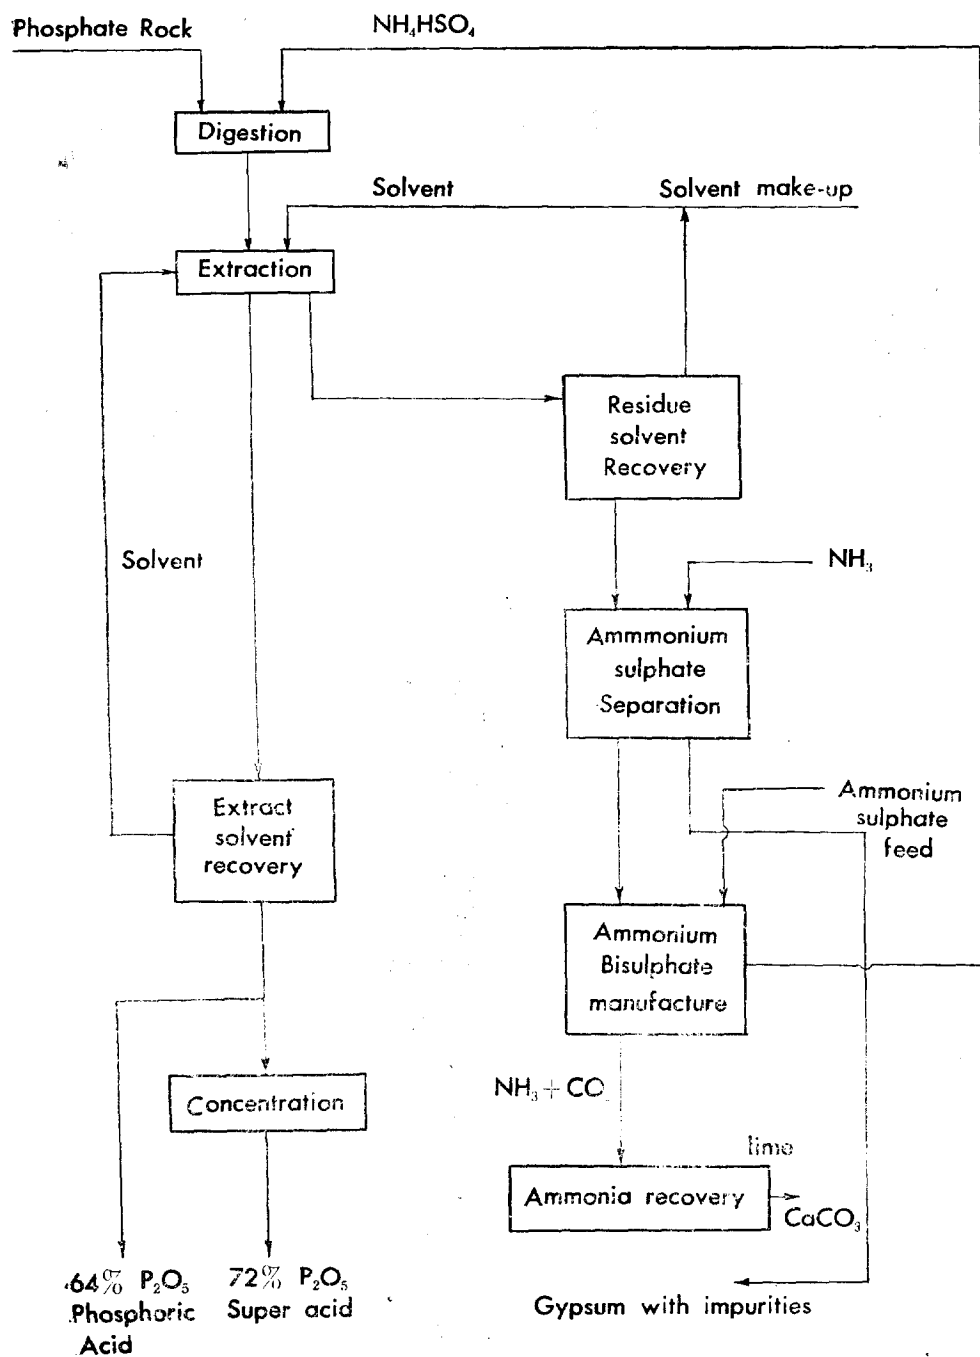 Phosphate Rock
NH₄HSO₄
Digestion
Solvent
Solvent make-up
Extraction
Residue
solvent
Recovery
Solvent
NH₃
Ammmonium
sulphate
Separation
Extract
solvent
recovery
Ammonium
sulphate
feed
Ammonium
Bisulphate
manufacture
Concentration
NH₃ + CO
lime
Ammonia recovery
CaCO₃
64% P₂O₅
Phosphoric
Acid
72% P₂O₅
Super acid
Gypsum with impurities